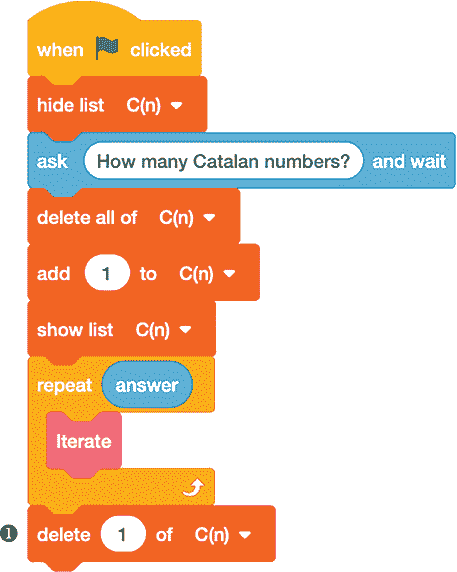 when clicked
hide list C(n)
ask How many Catalan numbers? and wait
delete all of C(n)
add 1 to C(n)
show list C(n)
repeat answer
Iterate
❶ delete 1 of C(n)